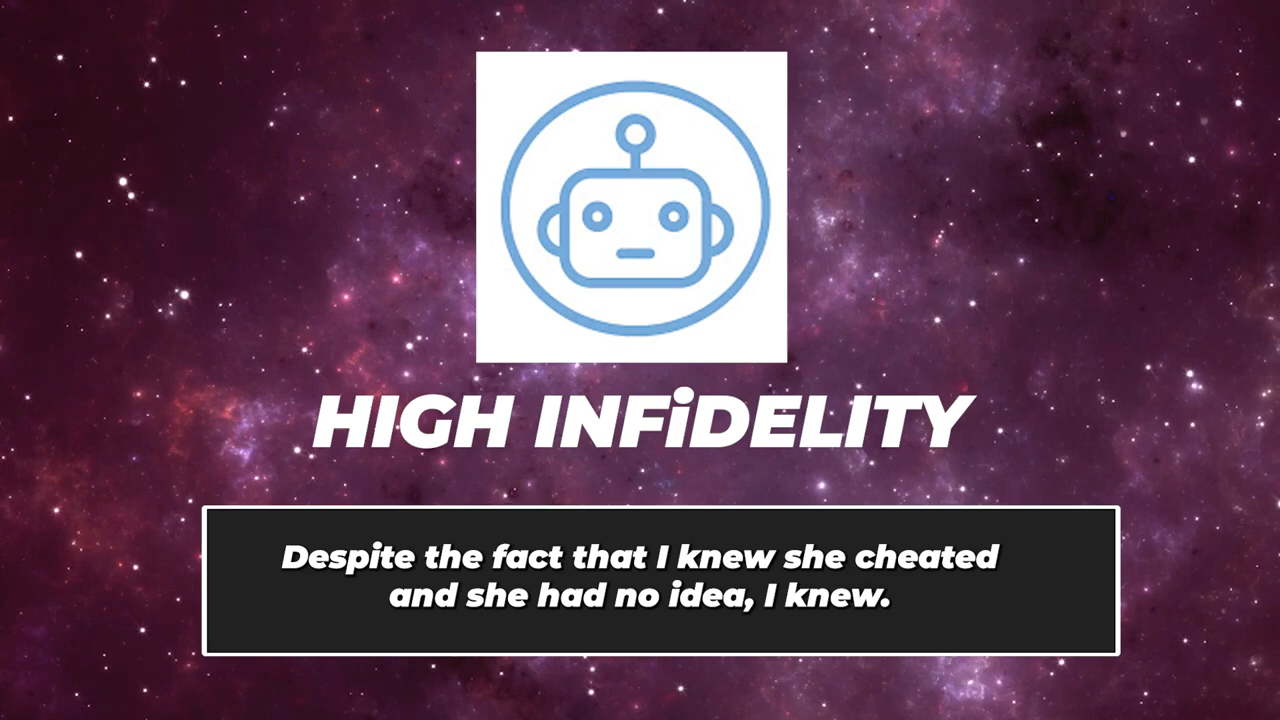 HIGH INFiDELITY
Despite the fact that I knew she cheated
and she had no idea, I knew.